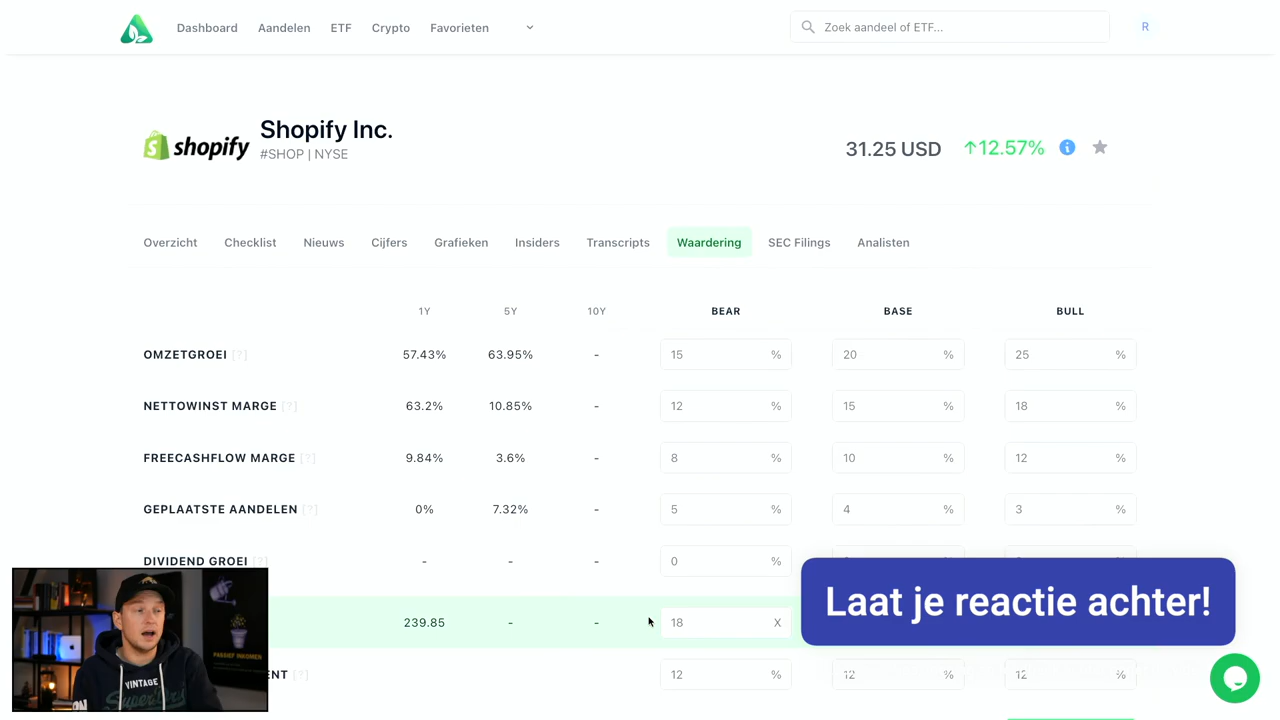 Dashboard Aandelen ETF Crypto Favorieten
Zoek aandeel of ETF...
R
shopify
Shopify Inc.
#SHOP | NYSE
31.25 USD ↑12.57%
Overzicht Checklist Nieuws Cijfers Grafieken Insiders Transcripts Waardering SEC Filings Analisten
1Y 5Y 10Y BEAR BASE BULL
OMZETGROEI [?] 57.43% 63.95% - 15 % 20 % 25 %
NETTOWINST MARGE [?] 63.2% 10.85% - 12 % 15 % 18 %
FREECASHFLOW MARGE [?] 9.84% 3.6% - 8 % 10 % 12 %
GEPLAATSTE AANDELEN [?] 0% 7.32% - 5 % 4 % 3 %
DIVIDEND GROEI [?] - - - 0 %
Laat je reactie achter!
239.85 - - 18 X
ENT [?] 12 % 12 % 12 %
VINTAGE
PASSIEF INKOMEN